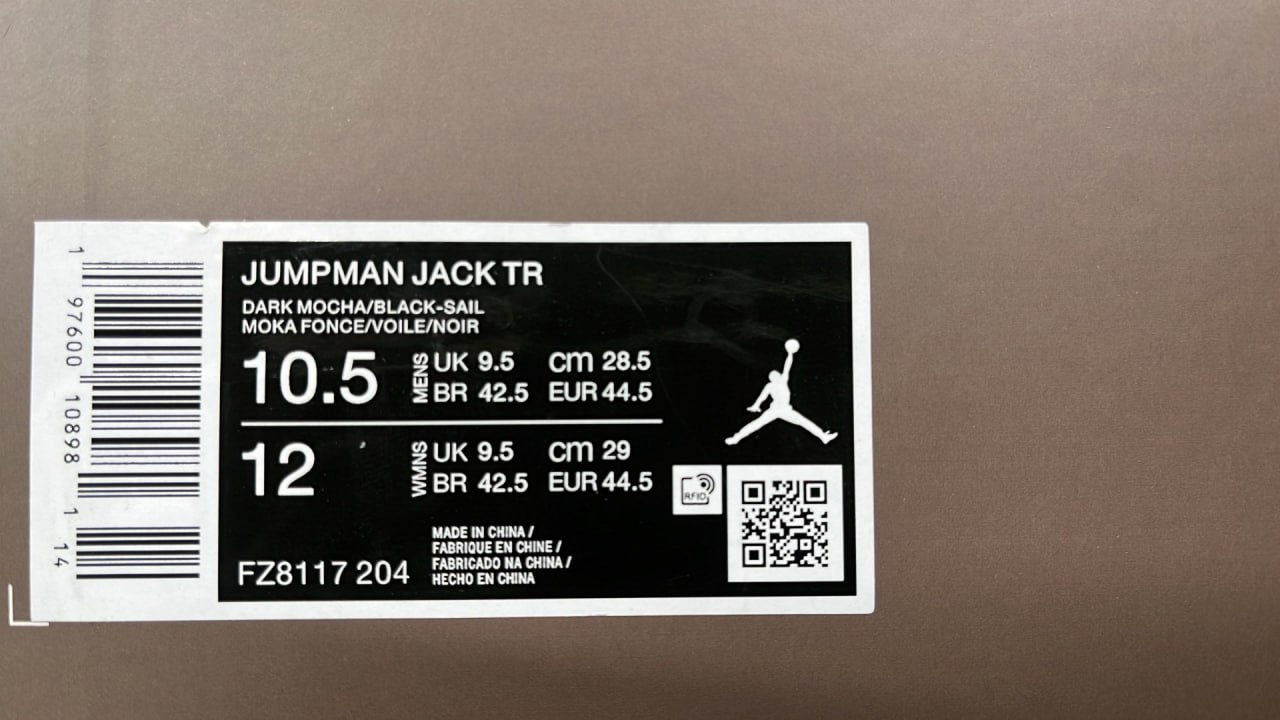 1 97600 10898 1 14
JUMPMAN JACK TR
DARK MOCHA/BLACK-SAIL
MOKA FONCE/VOILE/NOIR
10.5 MENS UK 9.5 cm 28.5
BR 42.5 EUR 44.5
12 WMNS UK 9.5 cm 29
BR 42.5 EUR 44.5
RFID
FZ8117 204
MADE IN CHINA /
FABRIQUE EN CHINE /
FABRICADO NA CHINA /
HECHO EN CHINA